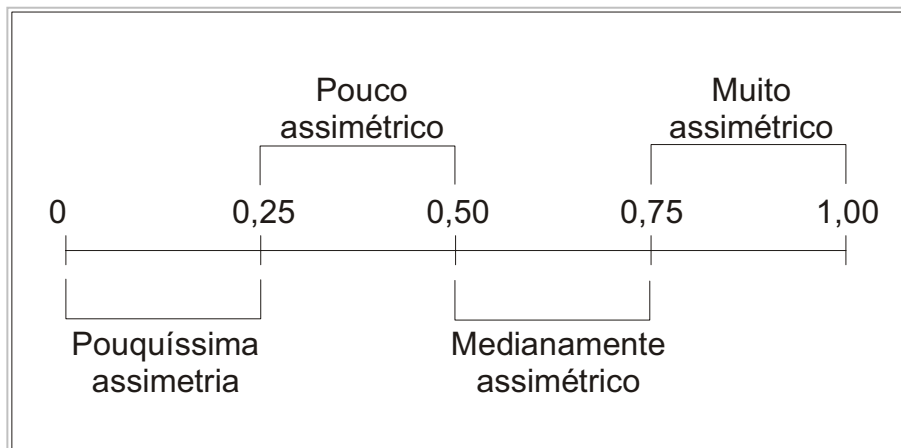 Pouco
assimétrico
Muito
assimétrico
0 0,25 0,50 0,75 1,00
Pouquíssima
assimetria
Medianamente
assimétrico